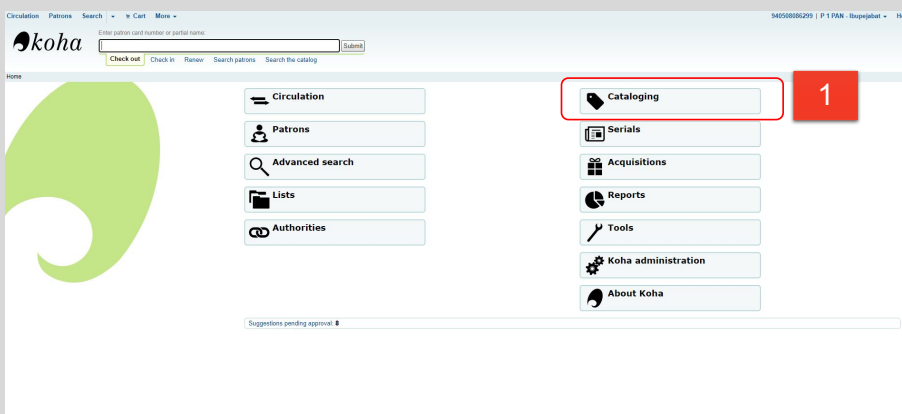 Circulation Patrons Search Cart More 940508086299 | P 1 PAN - Ibupejabat
koha
Enter patron card number or partial name:
Submit
Check out Check in Renew Search patrons Search the catalog
Home
Circulation
Cataloging
1
Patrons
Serials
Advanced search
Acquisitions
Lists
Reports
Authorities
Tools
Koha administration
About Koha
Suggestions pending approval: 8